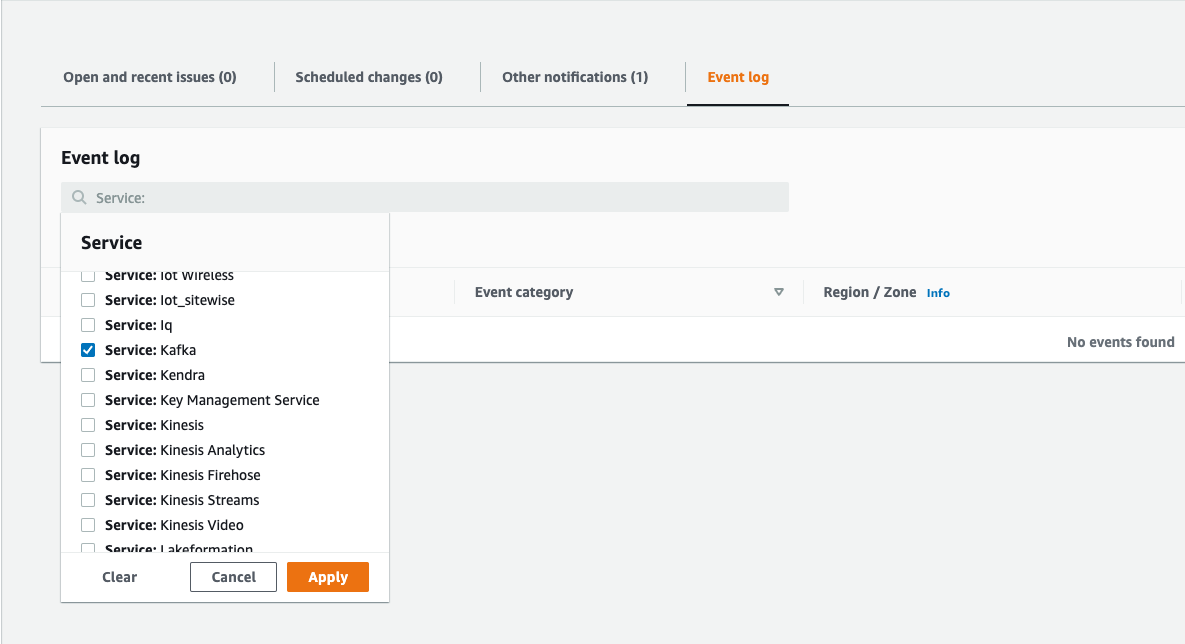 Open and recent issues (0)
Scheduled changes (0)
Other notifications (1)
Event log
Event log
Service:
Service
Service: Iot Wireless
Service: Iot_sitewise
Service: Iq
Service: Kafka
Service: Kendra
Service: Key Management Service
Service: Kinesis
Service: Kinesis Analytics
Service: Kinesis Firehose
Service: Kinesis Streams
Service: Kinesis Video
Service: Lakeformation
Clear
Cancel
Apply
Event category
Region / Zone Info
No events found